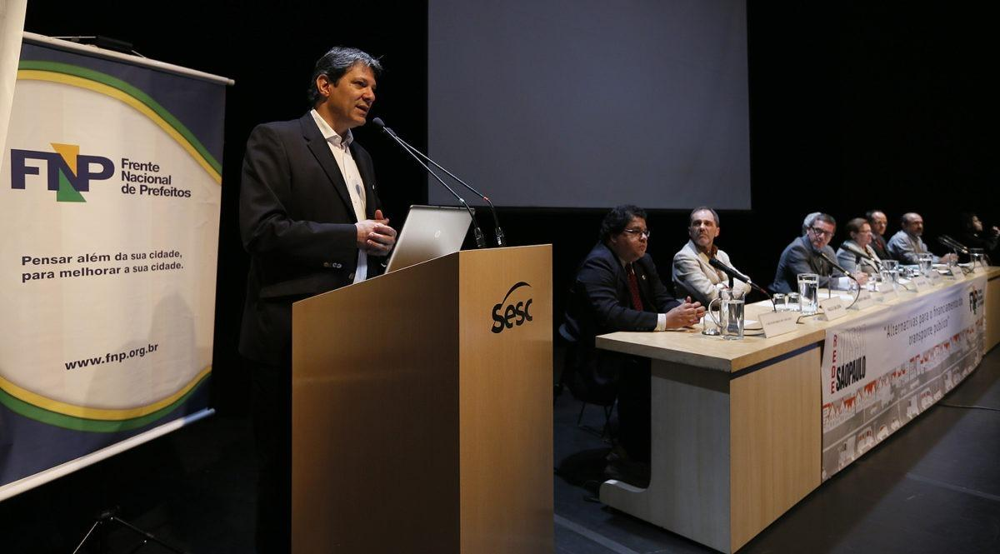 FNP
Frente
Nacional
de Prefeitos
Pensar além da sua cidade,
para melhorar a sua cidade.
www.fnp.org.br
sesc
REDE
SÃO PAULO
"Alternativas para o financiamento do
transporte público"
FNP